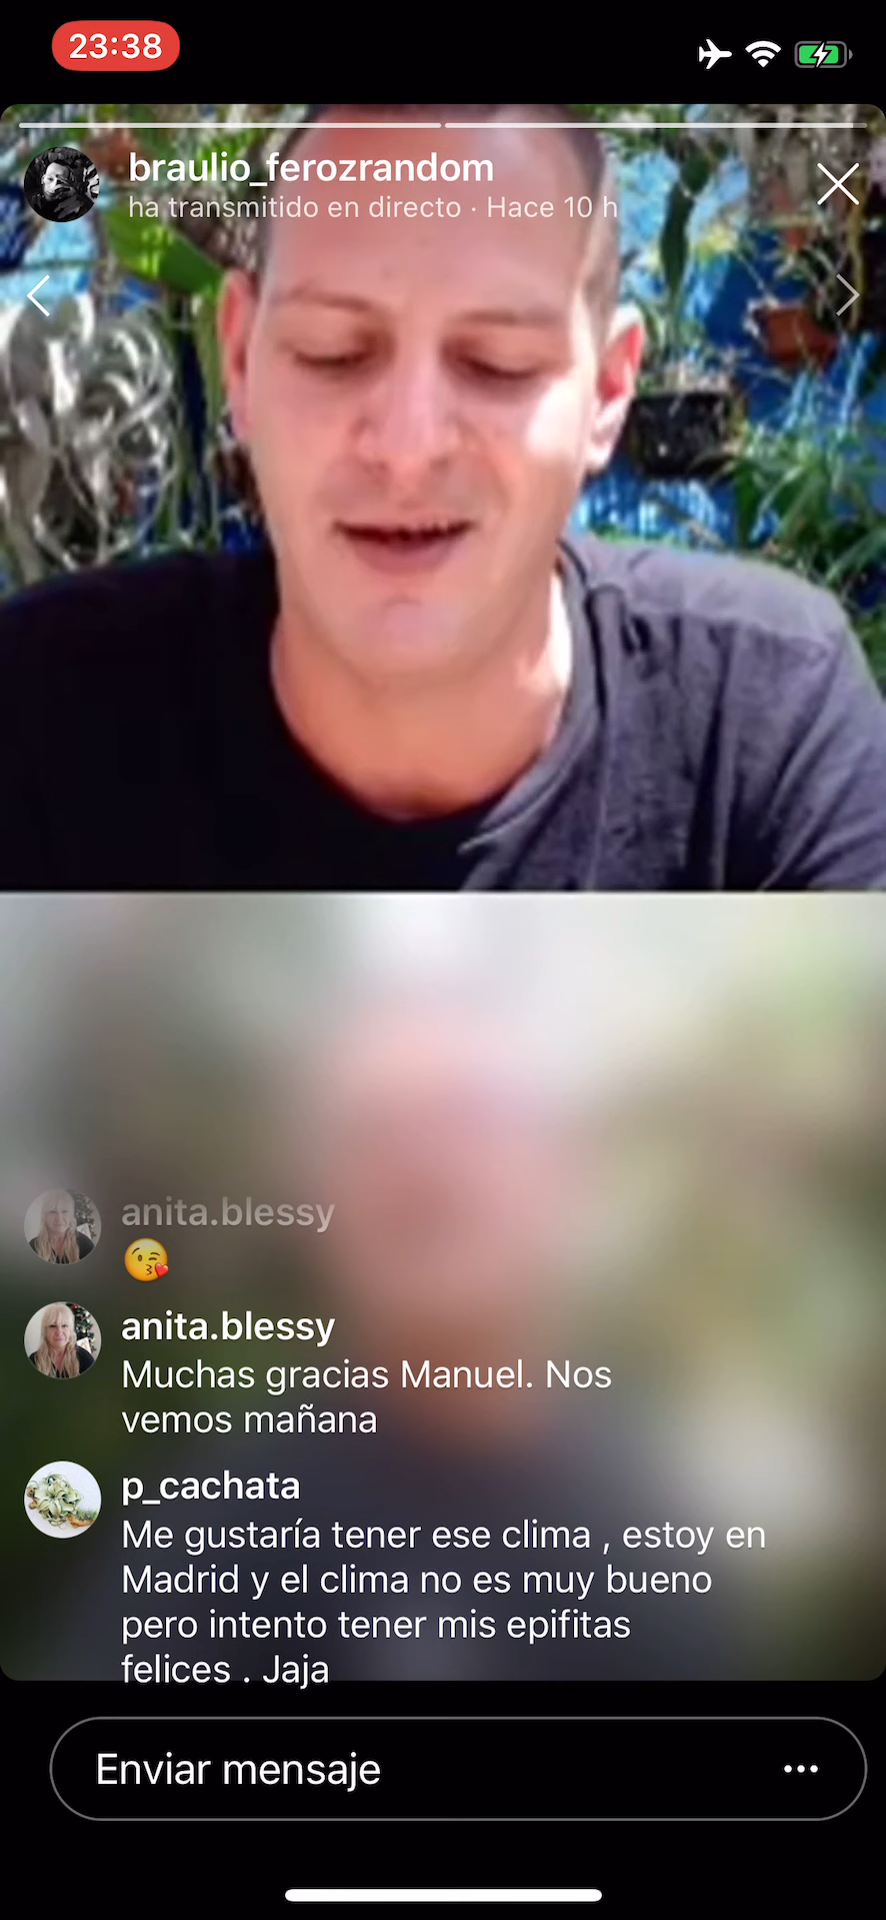 23:38
braulio_ferozrandom
ha transmitido en directo · Hace 10 h
anita.blessy
😘
anita.blessy
Muchas gracias Manuel. Nos
vemos mañana
p_cachata
Me gustaría tener ese clima , estoy en
Madrid y el clima no es muy bueno
pero intento tener mis epifitas
felices . Jaja
Enviar mensaje